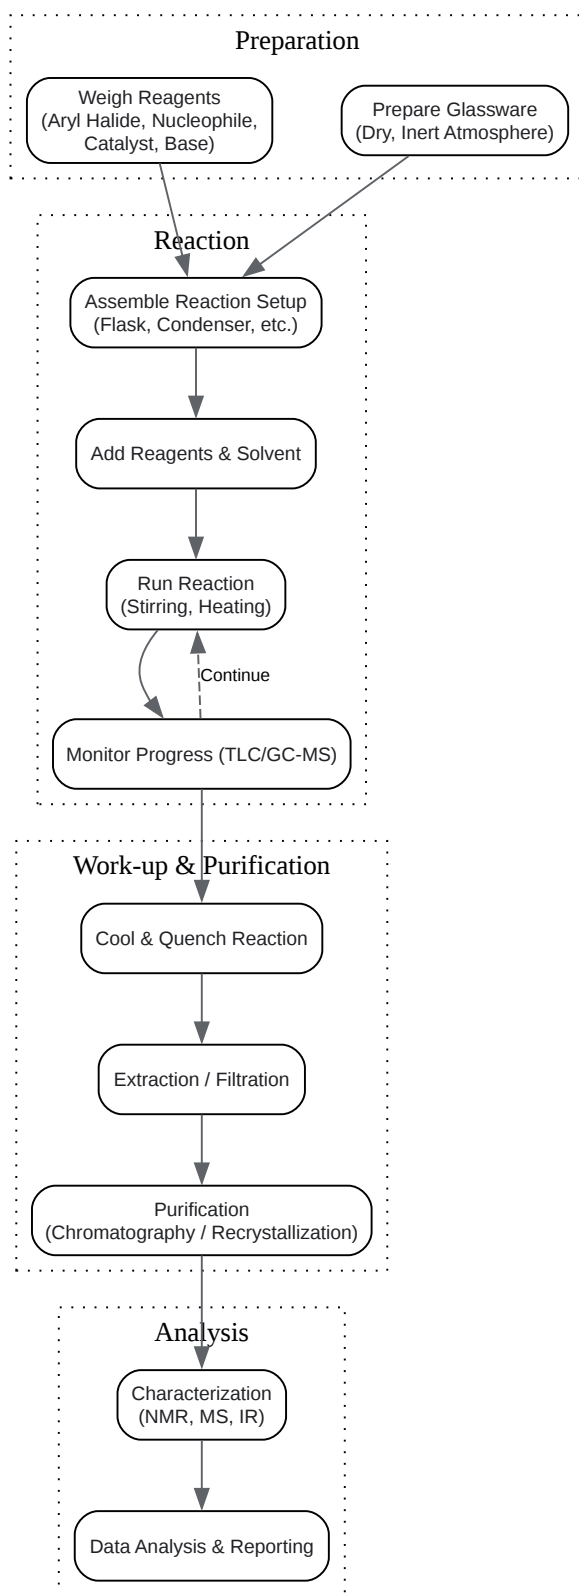 Preparation
Weigh Reagents
(Aryl Halide, Nucleophile,
Catalyst, Base)
Prepare Glassware
(Dry, Inert Atmosphere)
Reaction
Assemble Reaction Setup
(Flask, Condenser, etc.)
Add Reagents & Solvent
Run Reaction
(Stirring, Heating)
Continue
Monitor Progress (TLC/GC-MS)
Work-up & Purification
Cool & Quench Reaction
Extraction / Filtration
Purification
(Chromatography / Recrystallization)
Analysis
Characterization
(NMR, MS, IR)
Data Analysis & Reporting